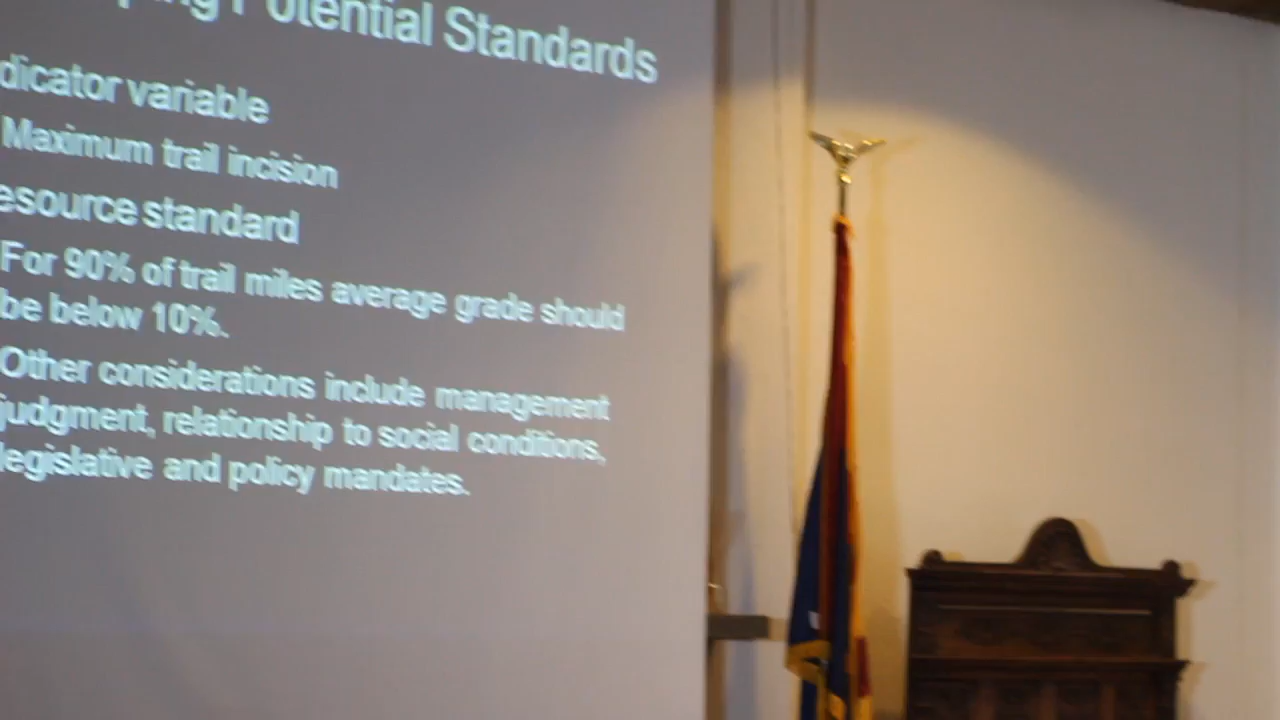 Potential Standards
dicator variable
Maximum trail incision
esource standard
For 90% of trail miles average grade should
be below 10%.
Other considerations include management
judgment, relationship to social conditions,
legislative and policy mandates.